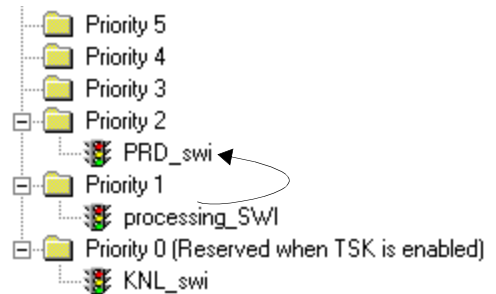 Priority 5
Priority 4
Priority 3
Priority 2
PRD_swi
Priority 1
processing_SWI
Priority 0 (Reserved when TSK is enabled)
KNL_swi